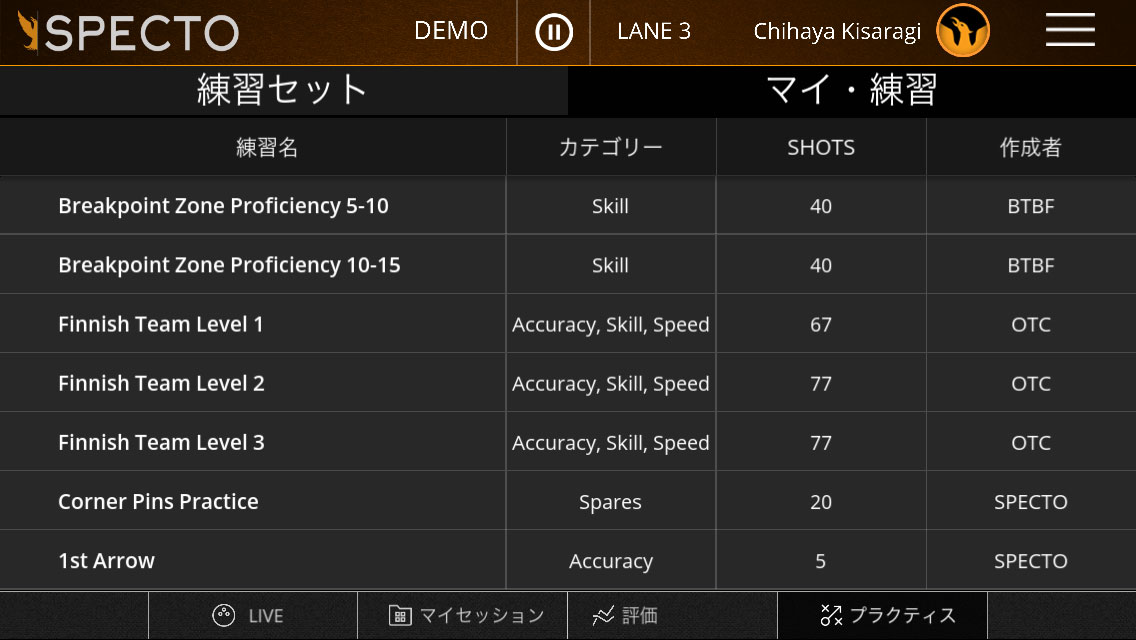 SPECTO DEMO LANE 3 Chihaya Kisaragi
練習セット マイ・練習
練習名 カテゴリー SHOTS 作成者
Breakpoint Zone Proficiency 5-10 Skill 40 BTBF
Breakpoint Zone Proficiency 10-15 Skill 40 BTBF
Finnish Team Level 1 Accuracy, Skill, Speed 67 OTC
Finnish Team Level 2 Accuracy, Skill, Speed 77 OTC
Finnish Team Level 3 Accuracy, Skill, Speed 77 OTC
Corner Pins Practice Spares 20 SPECTO
1st Arrow Accuracy 5 SPECTO
LIVE マイセッション 評価 プラクティス